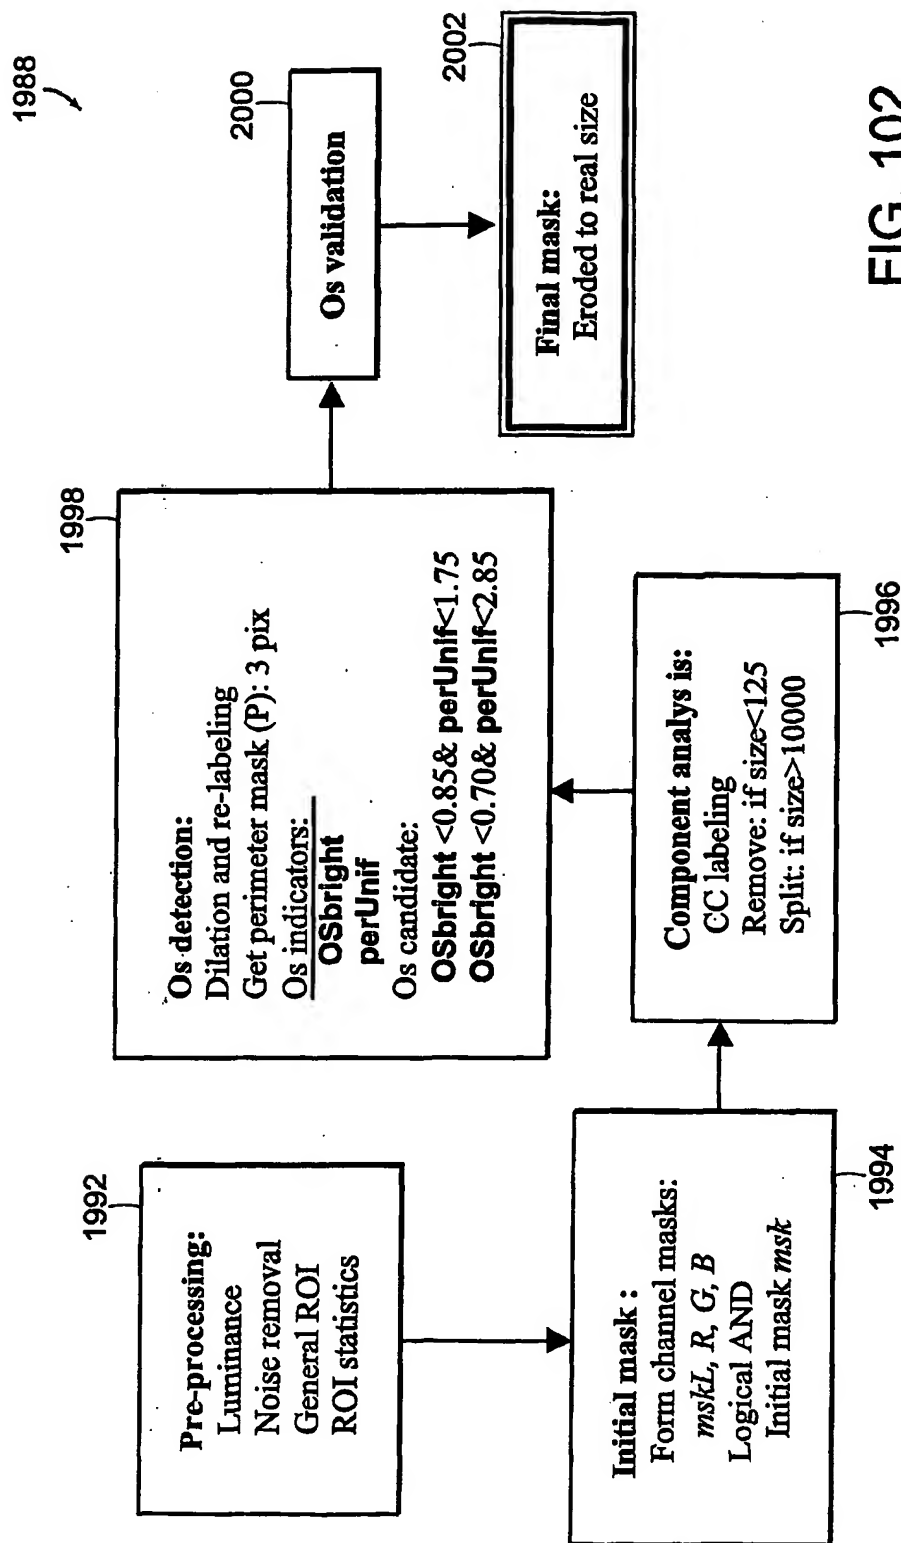 1988
1992
Pre-processing:
Luminance
Noise removal
General ROI
ROI statistics
1994
Initial mask :
Form channel masks:
mskL, R, G, B
Logical AND
Initial mask msk
1996
Component analys is:
CC labeling
Remove: if size<125
Split: if size>10000
1998
Os detection:
Dilation and re-labeling
Get perimeter mask (P): 3 pix
Os indicators:
OSbright
perUnif
Os candidate:
OSbright <0.85& perUnif<1.75
OSbright <0.70& perUnif<2.85
2000
Os validation
2002
Final mask:
Eroded to real size
FIG. 102